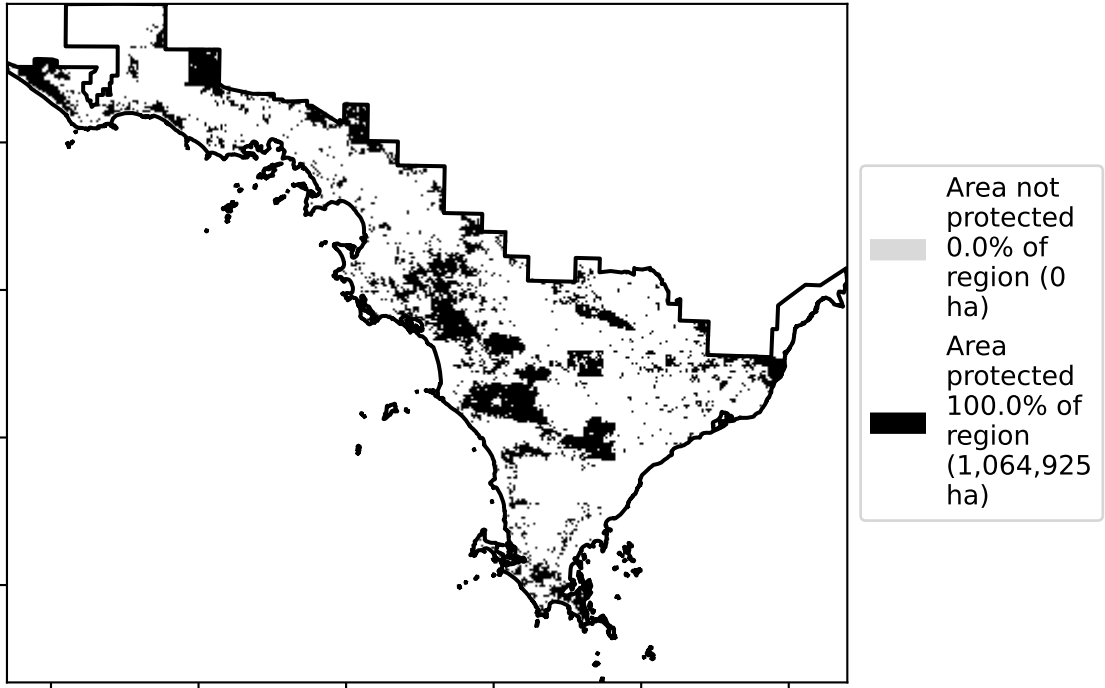 Area not
protected
0.0% of
region (0
ha)
Area
protected
100.0% of
region
(1,064,925
ha)